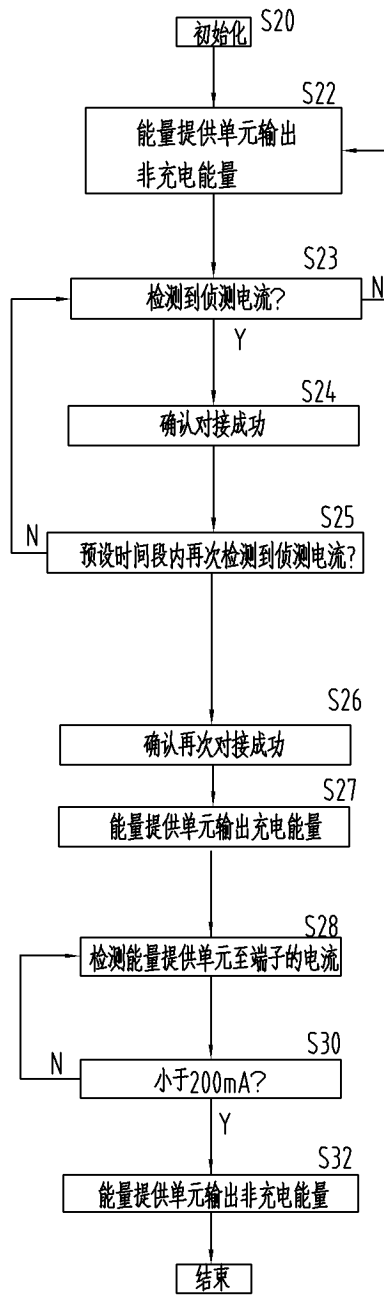 S20
初始化
S22
能量提供单元输出
非充电能量
S23
检测到侦测电流?
N
Y
S24
确认对接成功
S25
N
预设时间段内再次检测到侦测电流?
S26
确认再次对接成功
S27
能量提供单元输出充电能量
S28
检测能量提供单元至端子的电流
S30
N
小于200mA?
Y
S32
能量提供单元输出非充电能量
结束